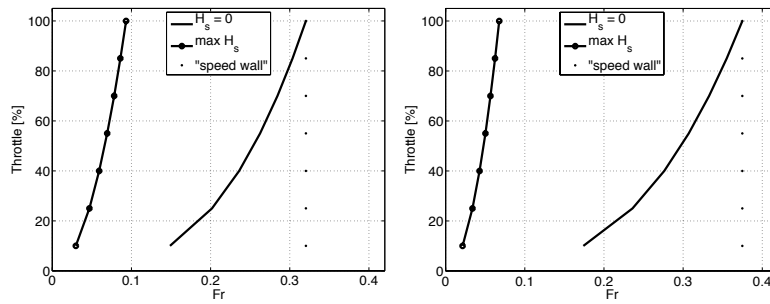 H_s = 0
max H_s
"speed wall"
Throttle [%]
100
80
60
40
20
0
0
0.1
0.2
0.3
0.4
Fr
H_s = 0
max H_s
"speed wall"
Throttle [%]
100
80
60
40
20
0
0
0.1
0.2
0.3
0.4
Fr